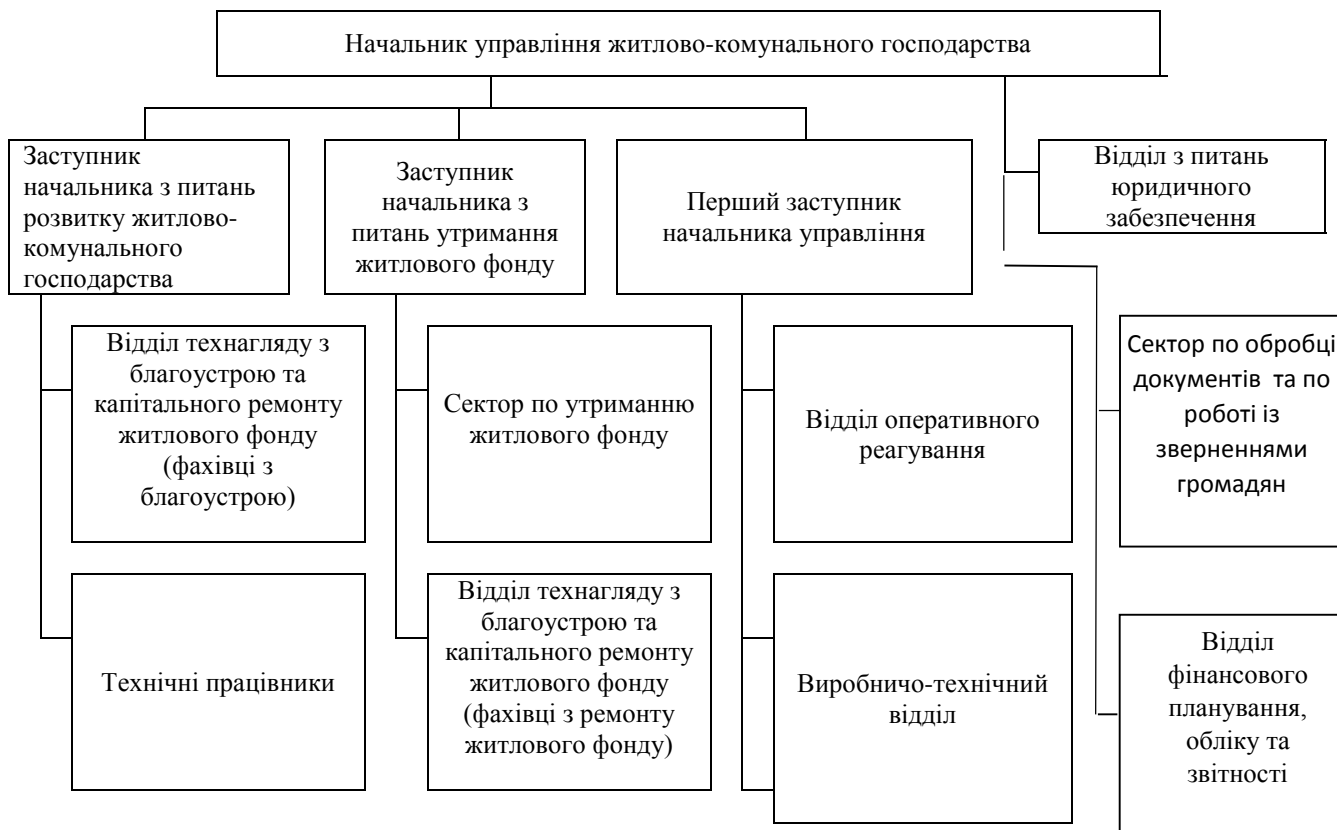 Начальник управління житлово-комунального господарства
Заступник
начальника з питань
розвитку житлово-
комунального
господарства
Заступник
начальника з
питань утримання
житлового фонду
Перший заступник
начальника управління
Відділ з питань
юридичного
забезпечення
Відділ технагляду з
благоустрою та
капітального ремонту
житлового фонду
(фахівці з
благоустрою)
Сектор по утриманню
житлового фонду
Відділ оперативного
реагування
Сектор по обробці
документів та по
роботі із
зверненнями
громадян
Технічні працівники
Відділ технагляду з
благоустрою та
капітального ремонту
житлового фонду
(фахівці з ремонту
житлового фонду)
Виробничо-технічний
відділ
Відділ
фінансового
планування,
обліку та
звітності